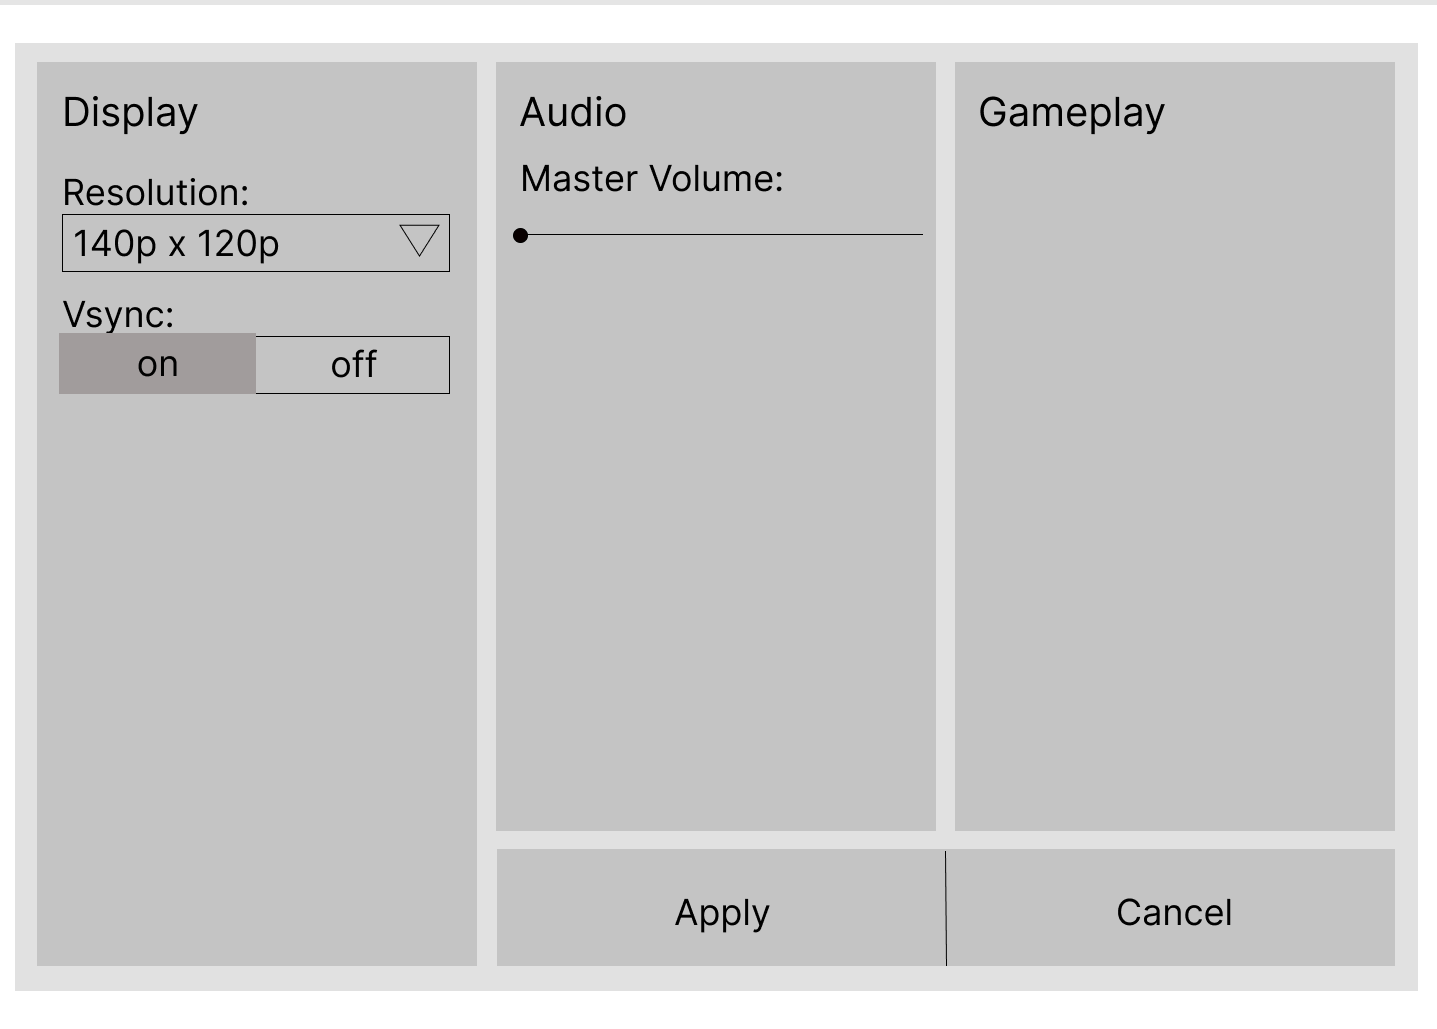 Display
Resolution:
140p x 120p
Vsync:
on
off
Audio
Master Volume:
Gameplay
Apply
Cancel